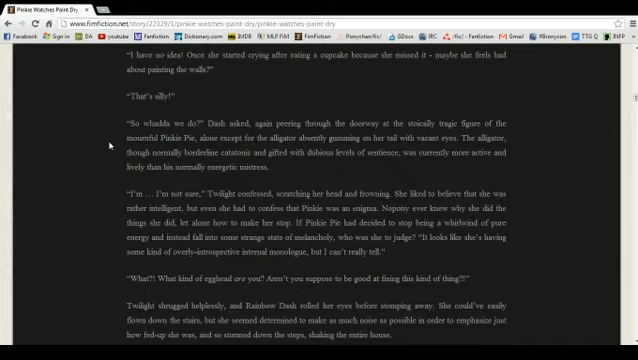 Pinkie Watches Paint Dry
www.fimfiction.net/story/22329/1/pinkie-watches-paint-dry/pinkie-watches-paint-dry
Facebook Sign in DA youtube fanfiction Dictionary.com MLP FiM FimFiction Ponychan:/fic/ GDocs IRC /fic/ - Fanfiction Gmail #Bronycon TTG Q EqD
“I have no idea! Once she started crying after eating a cupcake because she missed it - maybe she feels bad
about painting the walls?”
“That’s silly!”
“So whadda we do?” Dash asked, again peering through the doorway at the stoically tragic figure of the
mournful Pinkie Pie, alone except for the alligator absently gumming on her tail with vacant eyes. The alligator,
though normally borderline catatonic and gifted with dubious levels of sentience, was currently more active and
lively than his normally energetic mistress.
“I’m … I’m not sure,” Twilight confessed, scratching her head and frowning. She liked to believe that she was
rather intelligent, but even she had to confess that Pinkie was an enigma. Nopony ever knew why she did the
things she did, let alone how to make her stop. If Pinkie Pie had decided to stop being a whirlwind of pure
energy and instead fall into some strange state of melancholy, who was she to judge? “It looks like she’s having
some kind of overly-introspective internal monologue, but I can’t really tell.”
“What?! What kind of egghead are you? Aren’t you suppose to be good at fixing this kind of thing?!”
Twilight shrugged helplessly, and Rainbow Dash rolled her eyes before stomping away. She could’ve easily
flown down the stairs, but she seemed determined to make as much noise as possible in order to emphasize just
how fed-up she was, and so stormed down the steps, shaking the entire house.